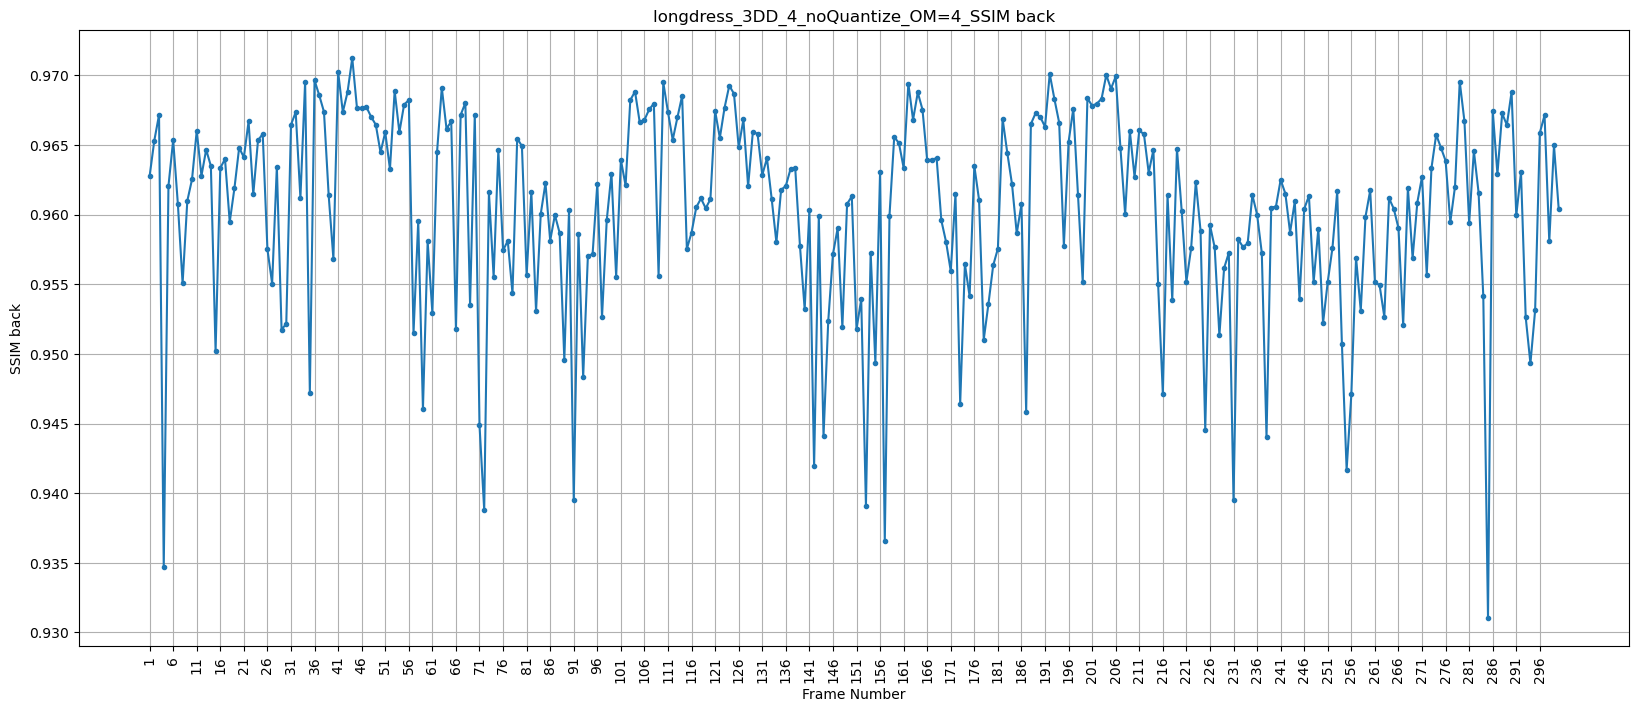 longdress_3DD_4_noQuantize_OM=4_SSIM back
0.970
0.965
0.960
0.955
0.950
0.945
0.940
0.935
0.930
SSIM back
1 6 11 16 21 26 31 36 41 46 51 56 61 66 71 76 81 86 91 96 101 106 111 116 121 126 131 136 141 146 151 156 161 166 171 176 181 186 191 196 201 206 211 216 221 226 231 236 241 246 251 256 261 266 271 276 281 286 291 296
Frame Number